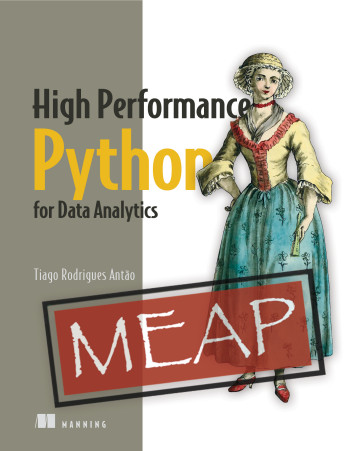 High Performance
Python
for Data Analytics
Tiago Rodrigues Antão
MEAP
MANNING